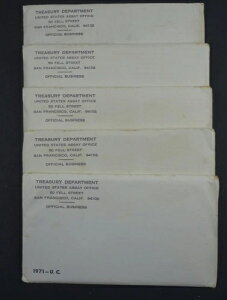 TREASURY DEPARTMENT
UNITED STATES ASSAY OFFICE
50 FELL STREET
SAN FRANCISCO, CALIF. 94102
OFFICIAL BUSINESS
TREASURY DEPARTMENT
UNITED STATES ASSAY OFFICE
50 FELL STREET
SAN FRANCISCO, CALIF. 94102
OFFICIAL BUSINESS
TREASURY DEPARTMENT
UNITED STATES ASSAY OFFICE
50 FELL STREET
SAN FRANCISCO, CALIF. 94102
OFFICIAL BUSINESS
TREASURY DEPARTMENT
UNITED STATES ASSAY OFFICE
50 FELL STREET
SAN FRANCISCO, CALIF. 94102
OFFICIAL BUSINESS
TREASURY DEPARTMENT
UNITED STATES ASSAY OFFICE
50 FELL STREET
SAN FRANCISCO, CALIF. 94102
OFFICIAL BUSINESS
1971-U.C.